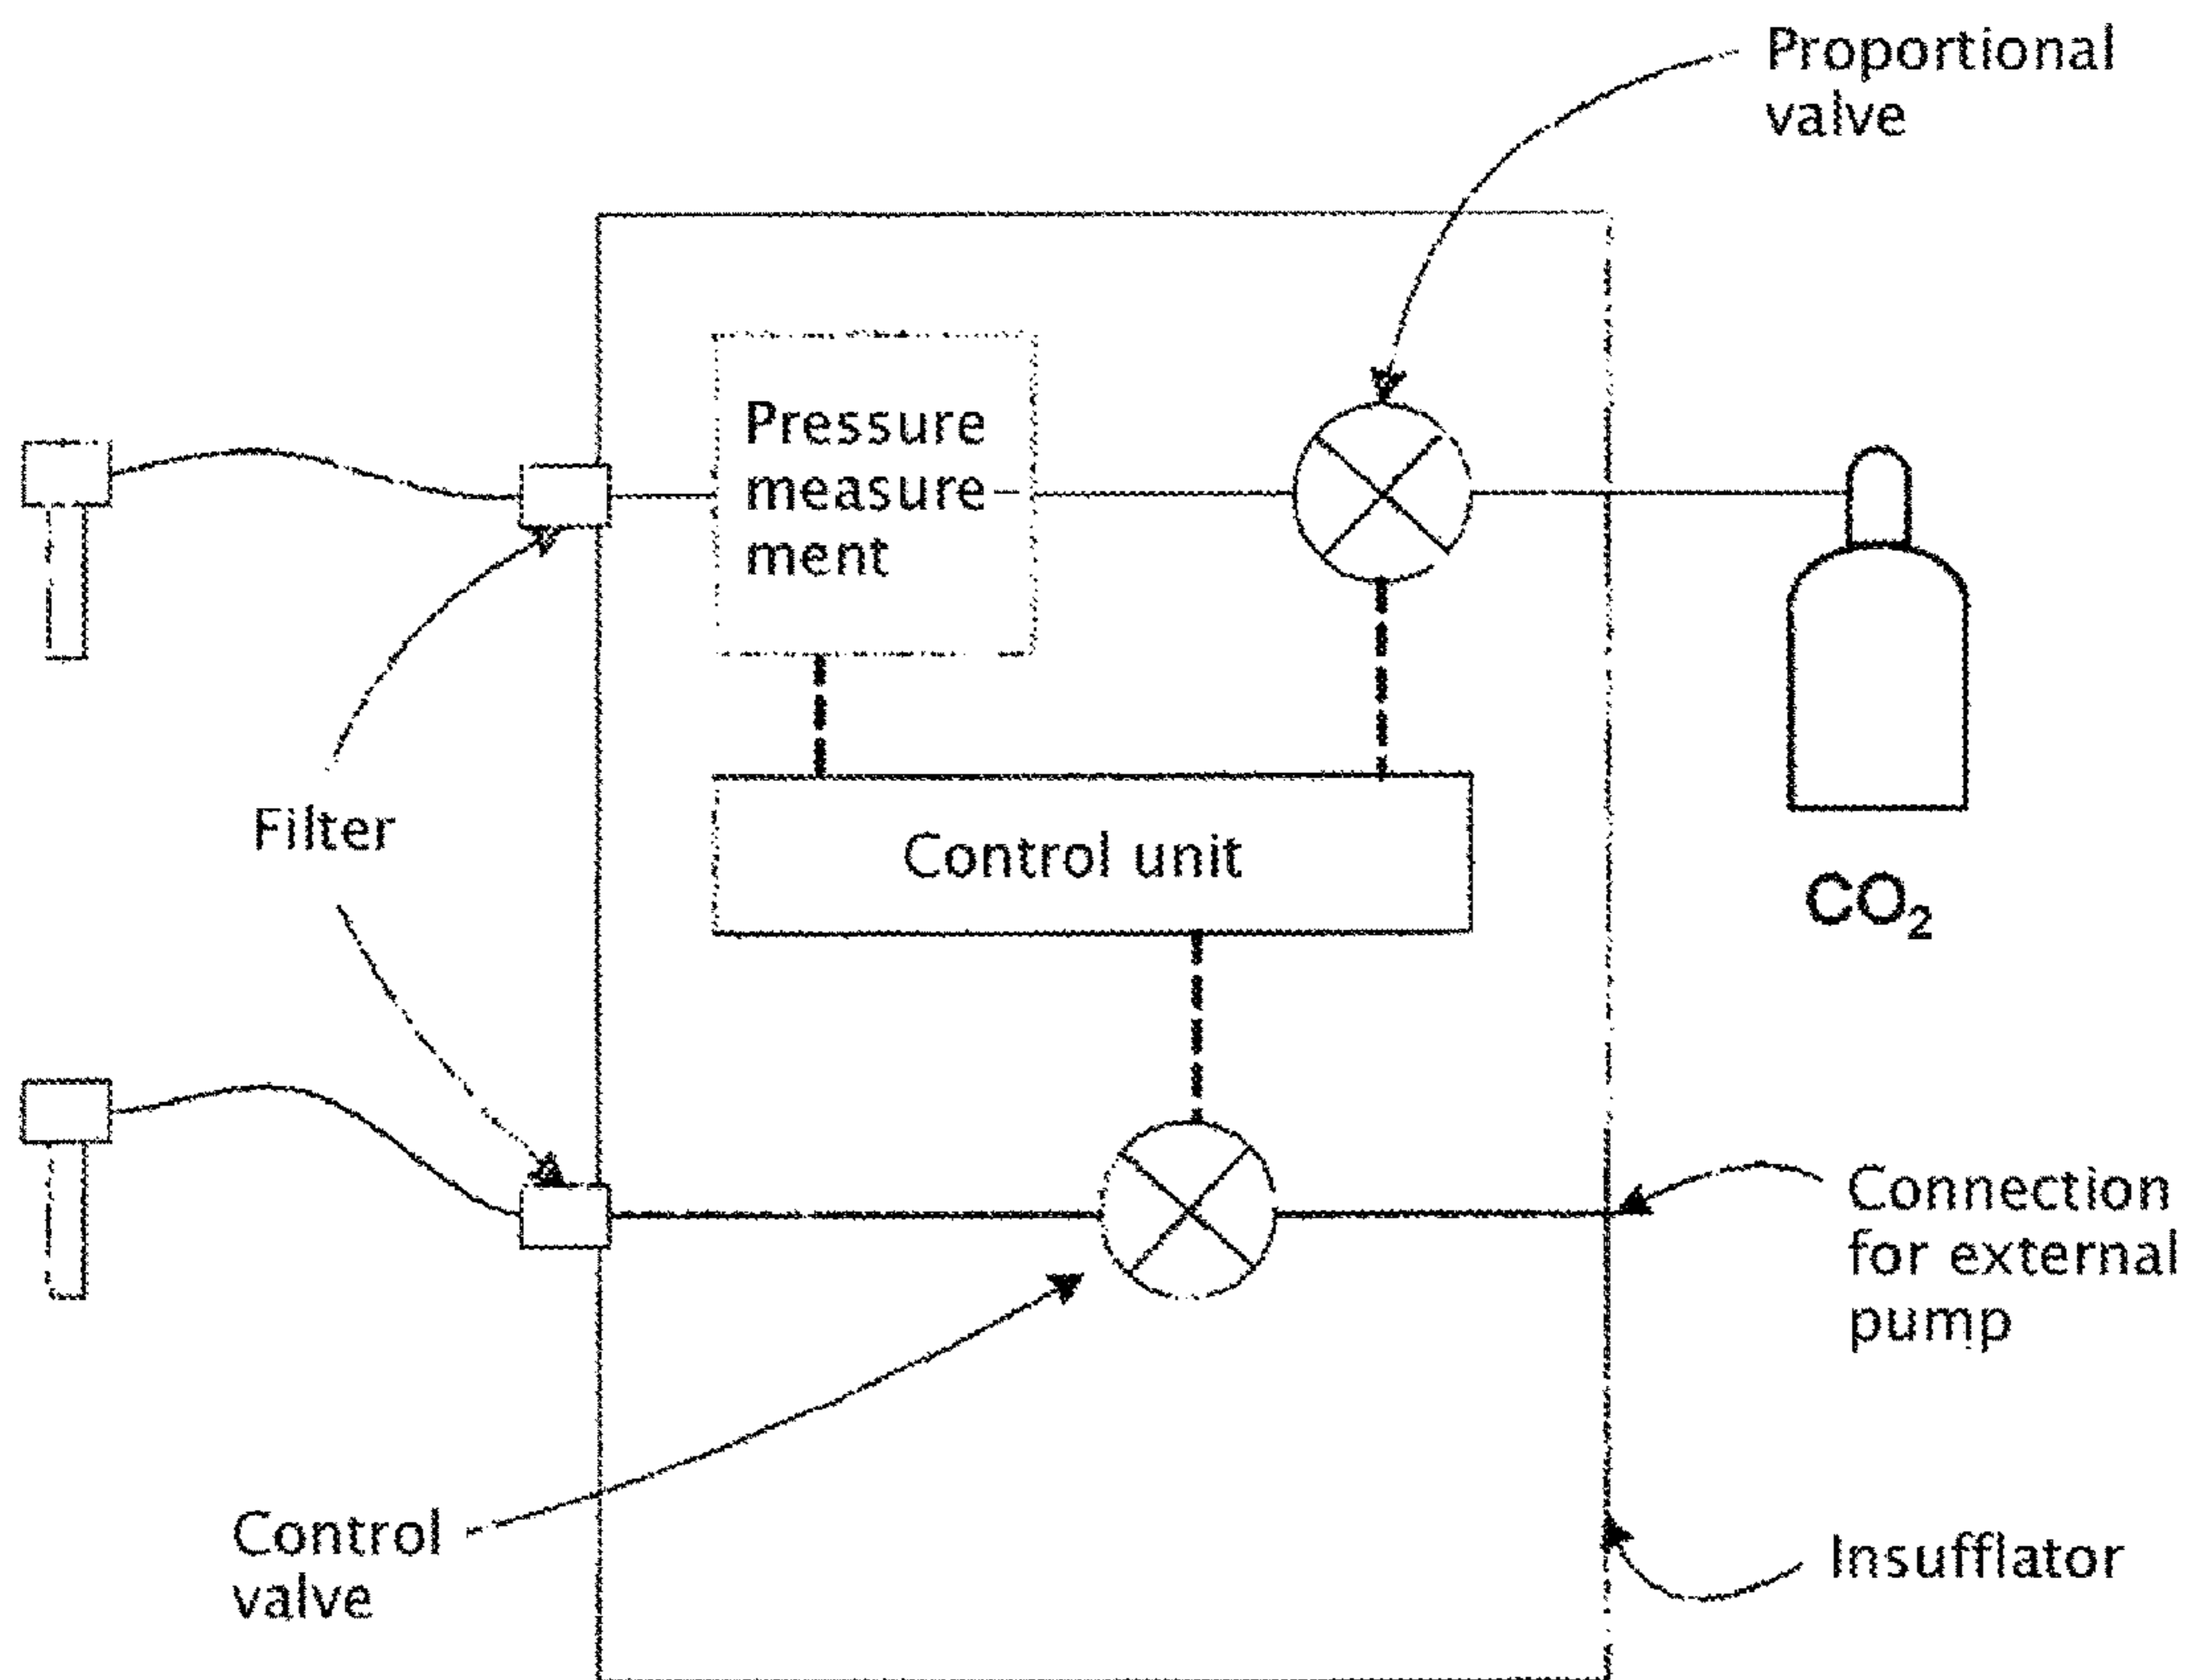 Proportional
valve
Pressure
measure
ment
Filter
Control unit
CO₂
Connection
for external
pump
Control
valve
Insufflator